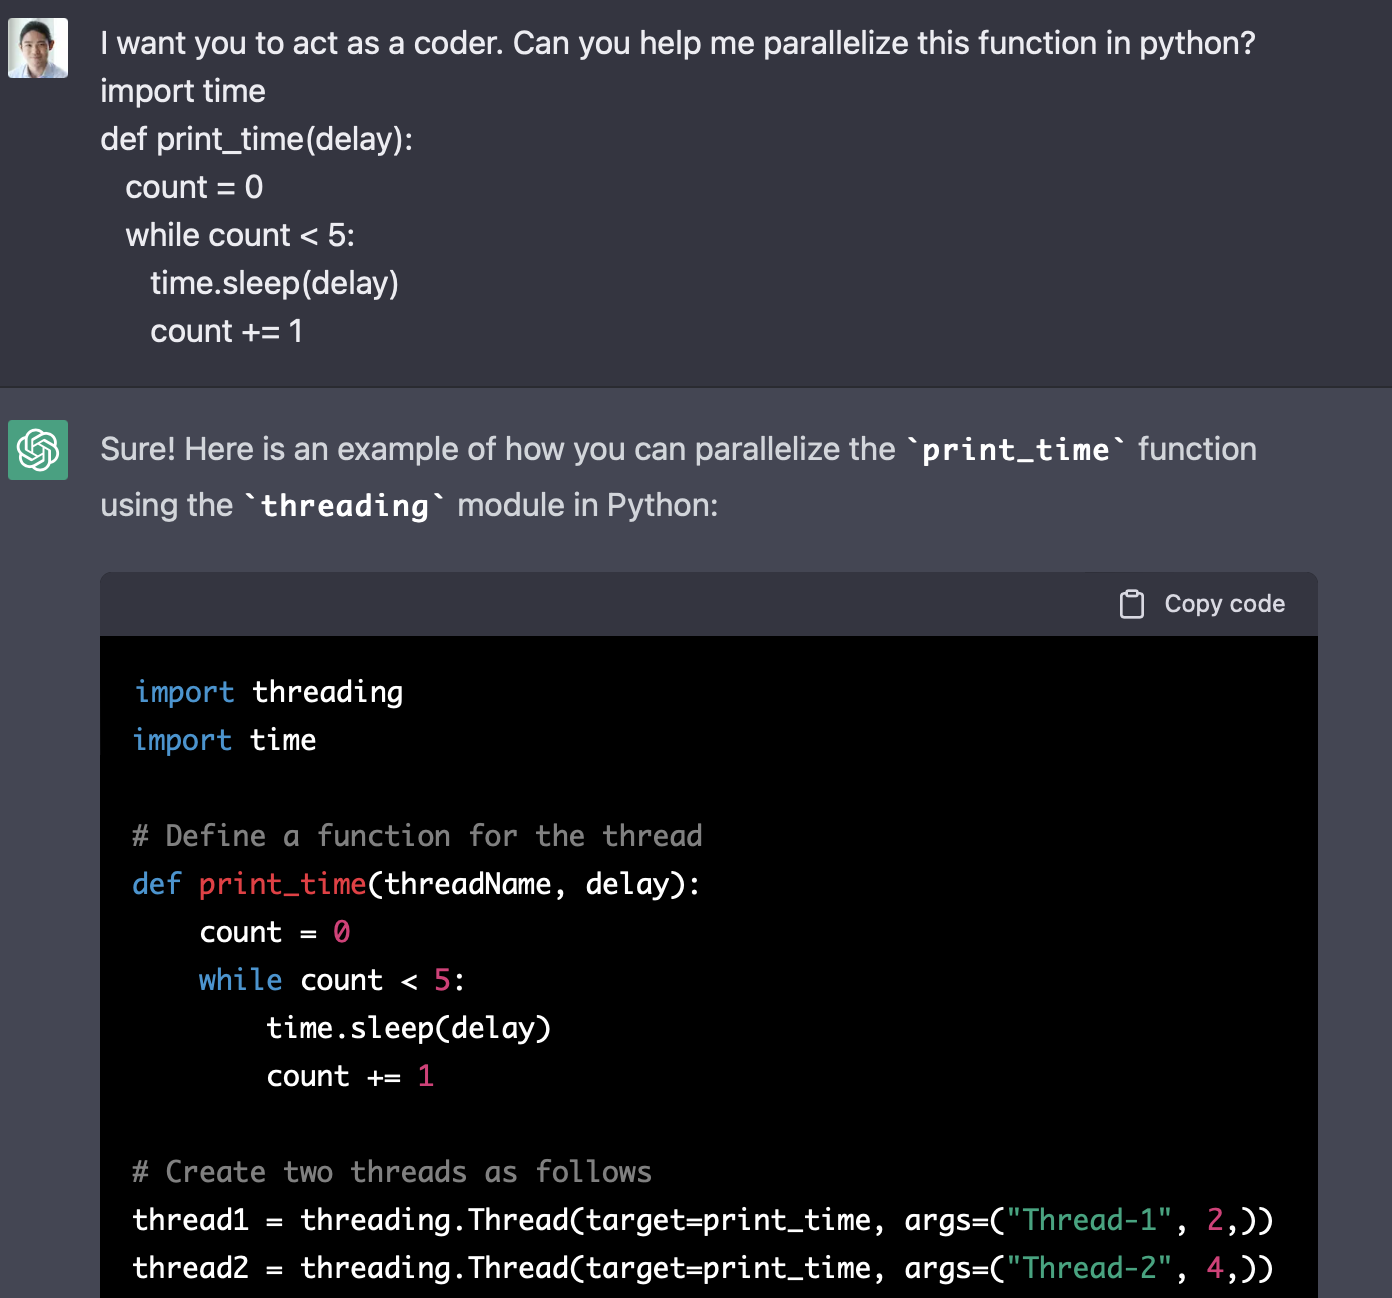 I want you to act as a coder. Can you help me parallelize this function in python?
import time
def print_time(delay):
   count = 0
   while count < 5:
      time.sleep(delay)
      count += 1
Sure! Here is an example of how you can parallelize the `print_time` function
using the `threading` module in Python:
Copy code
import threading
import time
# Define a function for the thread
def print_time(threadName, delay):
    count = 0
    while count < 5:
        time.sleep(delay)
        count += 1
# Create two threads as follows
thread1 = threading.Thread(target=print_time, args=("Thread-1", 2,))
thread2 = threading.Thread(target=print_time, args=("Thread-2", 4,))